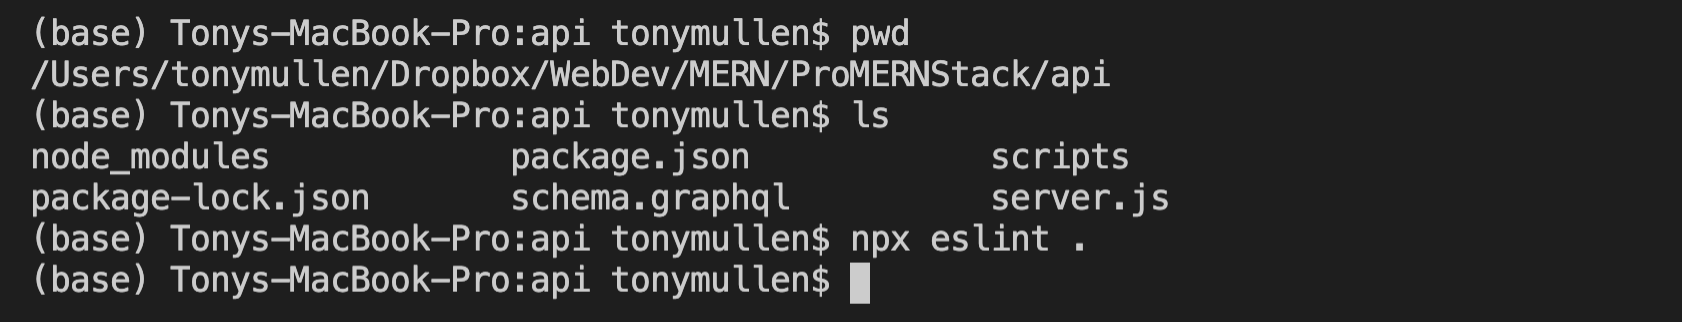 (base) Tonys-MacBook-Pro:api tonymullen$ pwd
/Users/tonymullen/Dropbox/WebDev/MERN/ProMERNStack/api
(base) Tonys-MacBook-Pro:api tonymullen$ ls
node_modules package.json scripts
package-lock.json schema.graphql server.js
(base) Tonys-MacBook-Pro:api tonymullen$ npx eslint .
(base) Tonys-MacBook-Pro:api tonymullen$